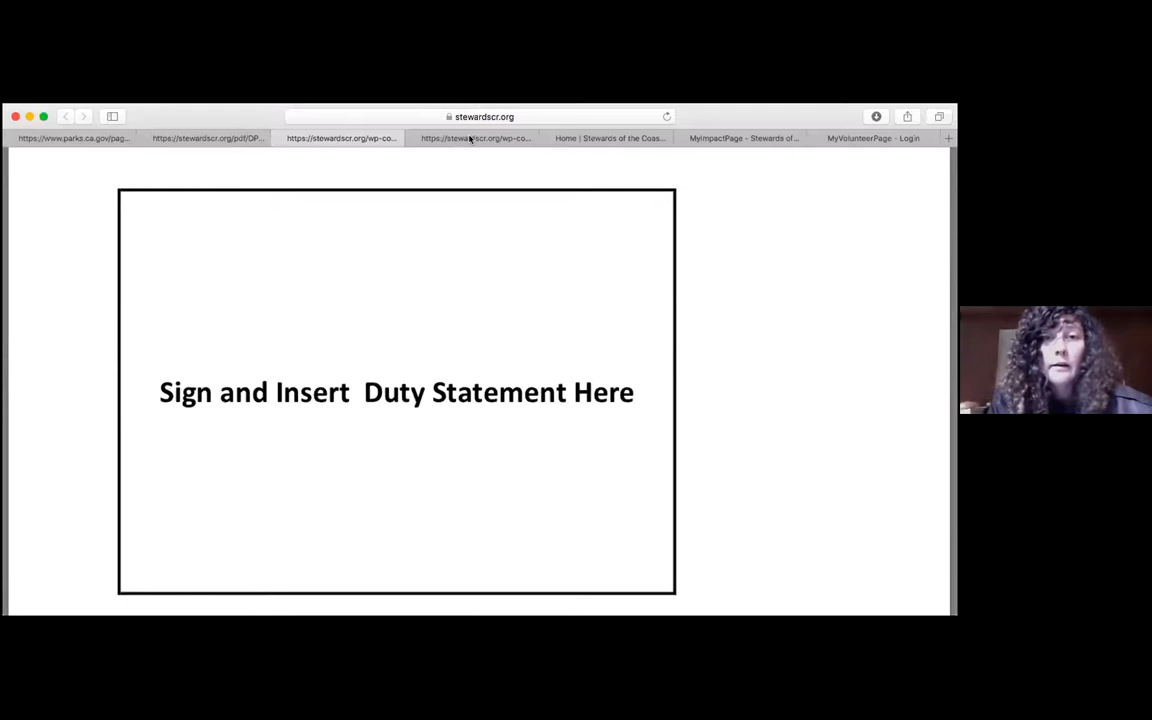 stewardscr.org
https://www.parks.ca.gov/pag...
https://stewardscr.org/pdf/DP...
https://stewardscr.org/wp-co...
https://stewardscr.org/wp-co...
Home | Stewards of the Coas...
MyImpactPage - Stewards of...
MyVolunteerPage - Login
Sign and Insert  Duty Statement Here